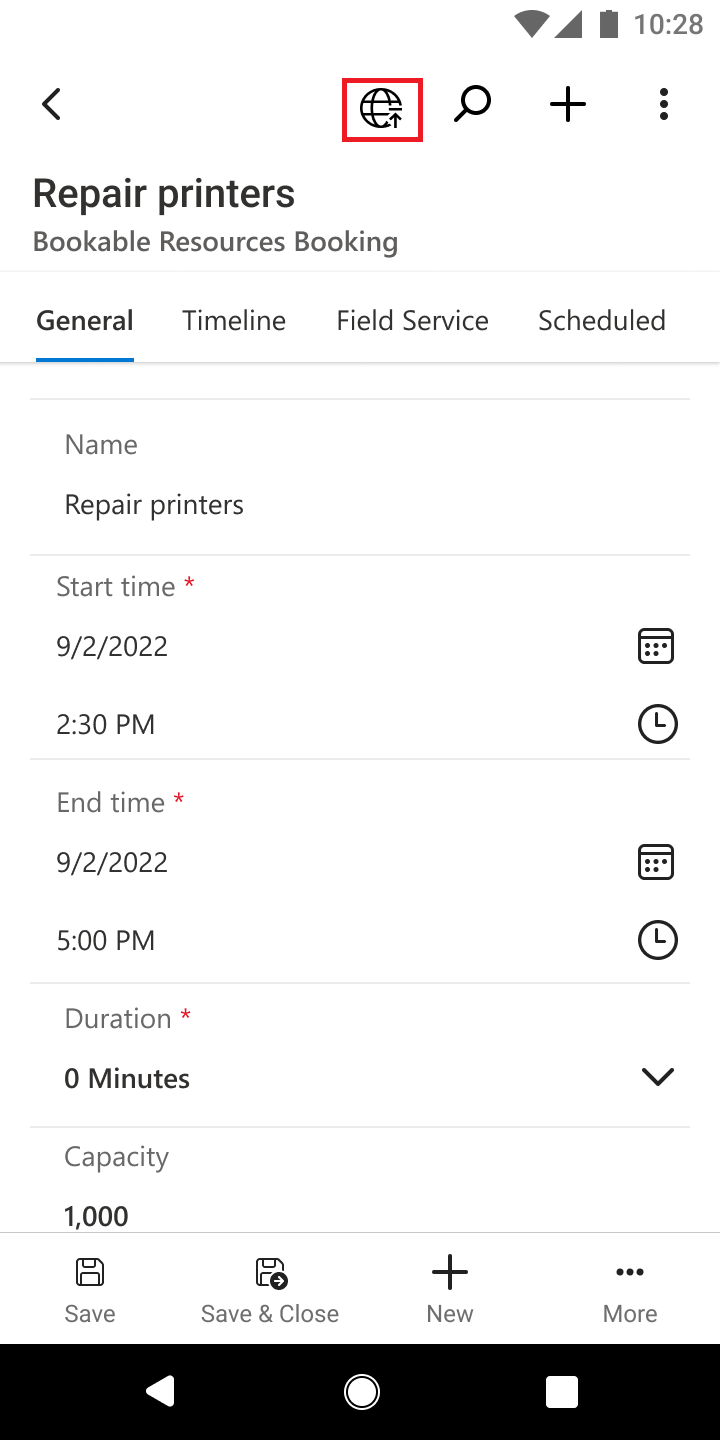 10:28
Repair printers
Bookable Resources Booking
General Timeline Field Service Scheduled
Name
Repair printers
Start time *
9/2/2022
2:30 PM
End time *
9/2/2022
5:00 PM
Duration *
0 Minutes
Capacity
1,000
Save Save & Close New More